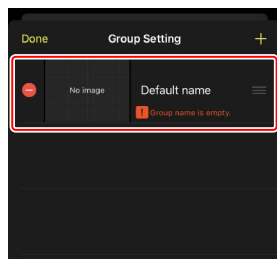 Done Group Setting +
No image Default name
! Group name is empty.